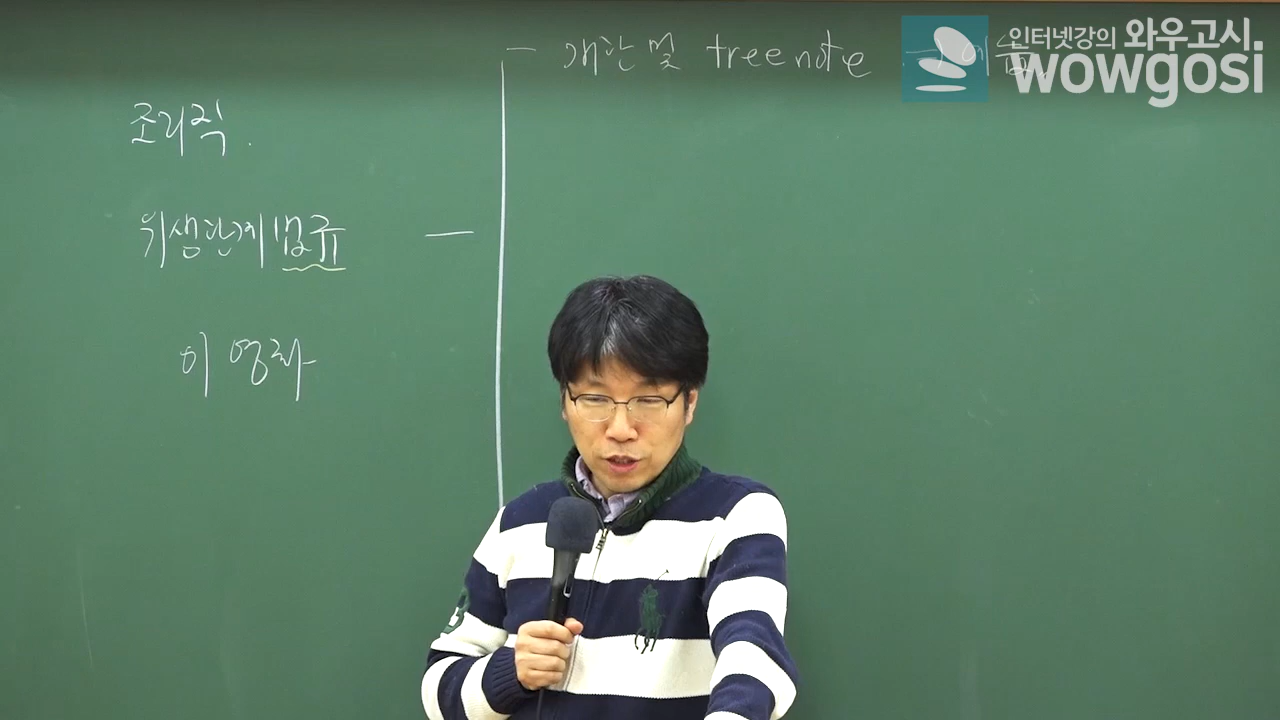 조리직.
위생관계법규 —
이영화
— 개관 및 treenote
인터넷강의 와우고시
wowgosi